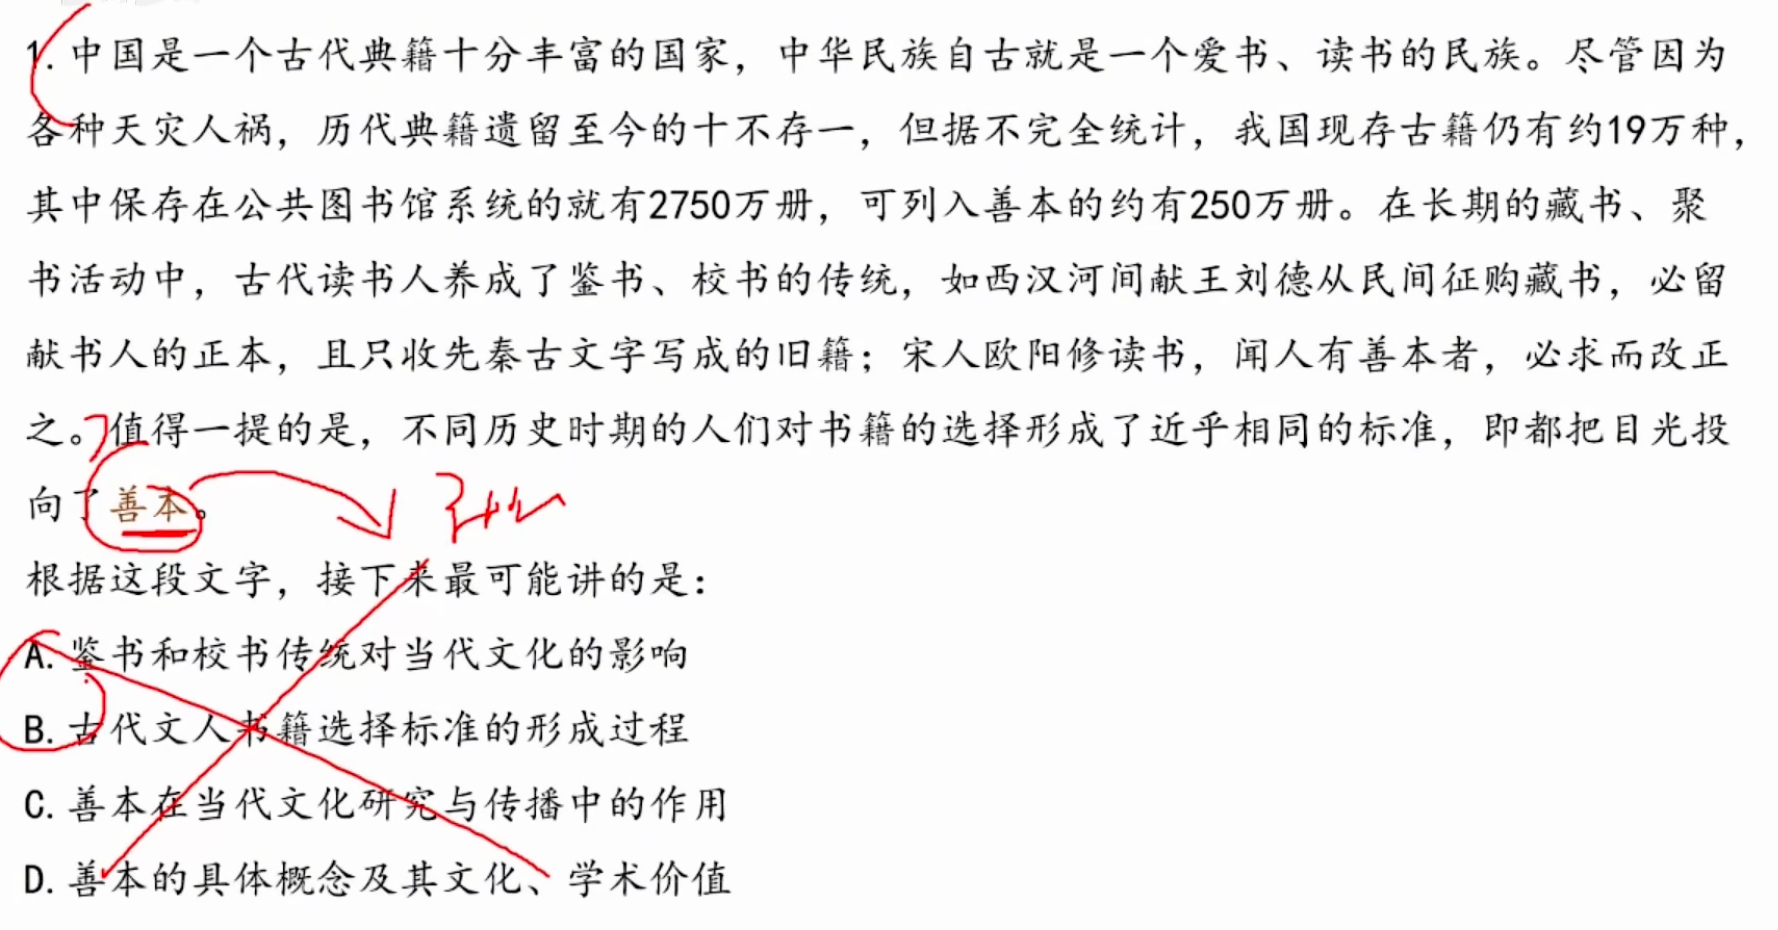 1. 中国是一个古代典籍十分丰富的国家，中华民族自古就是一个爱书、读书的民族。尽管因为
各种天灾人祸，历代典籍遗留至今的十不存一，但据不完全统计，我国现存古籍仍有约19万种，
其中保存在公共图书馆系统的就有2750万册，可列入善本的约有250万册。在长期的藏书、聚
书活动中，古代读书人养成了鉴书、校书的传统，如西汉河间献王刘德从民间征购藏书，必留
献书人的正本，且只收先秦古文字写成的旧籍；宋人欧阳修读书，闻人有善本者，必求而改正
之。值得一提的是，不同历史时期的人们对书籍的选择形成了近乎相同的标准，即都把目光投
向了善本。
根据这段文字，接下来最可能讲的是：
A. 鉴书和校书传统对当代文化的影响
B. 古代文人书籍选择标准的形成过程
C. 善本在当代文化研究与传播中的作用
D. 善本的具体概念及其文化、学术价值